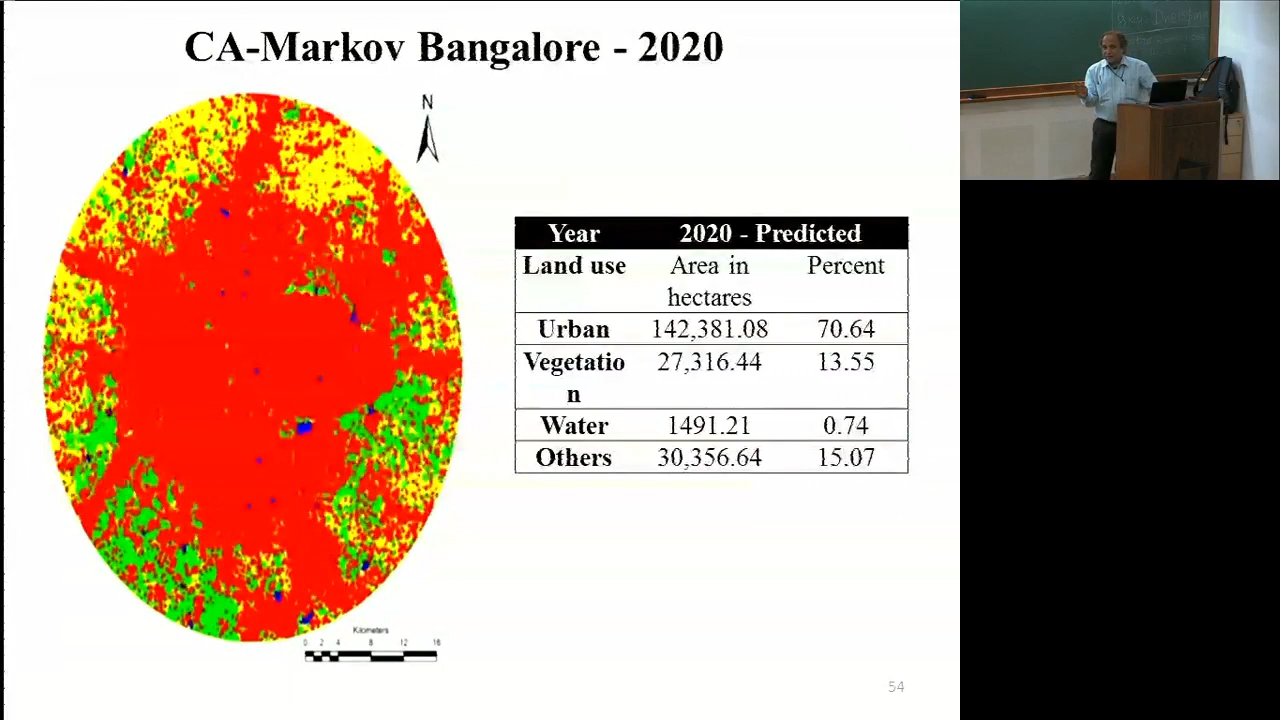 CA-Markov Bangalore - 2020
N
Year 2020 - Predicted
Land use Area in Percent
hectares
Urban 142,381.08 70.64
Vegetatio 27,316.44 13.55
n
Water 1491.21 0.74
Others 30,356.64 15.07
Kilometers
0 2 4 8 12 16
54